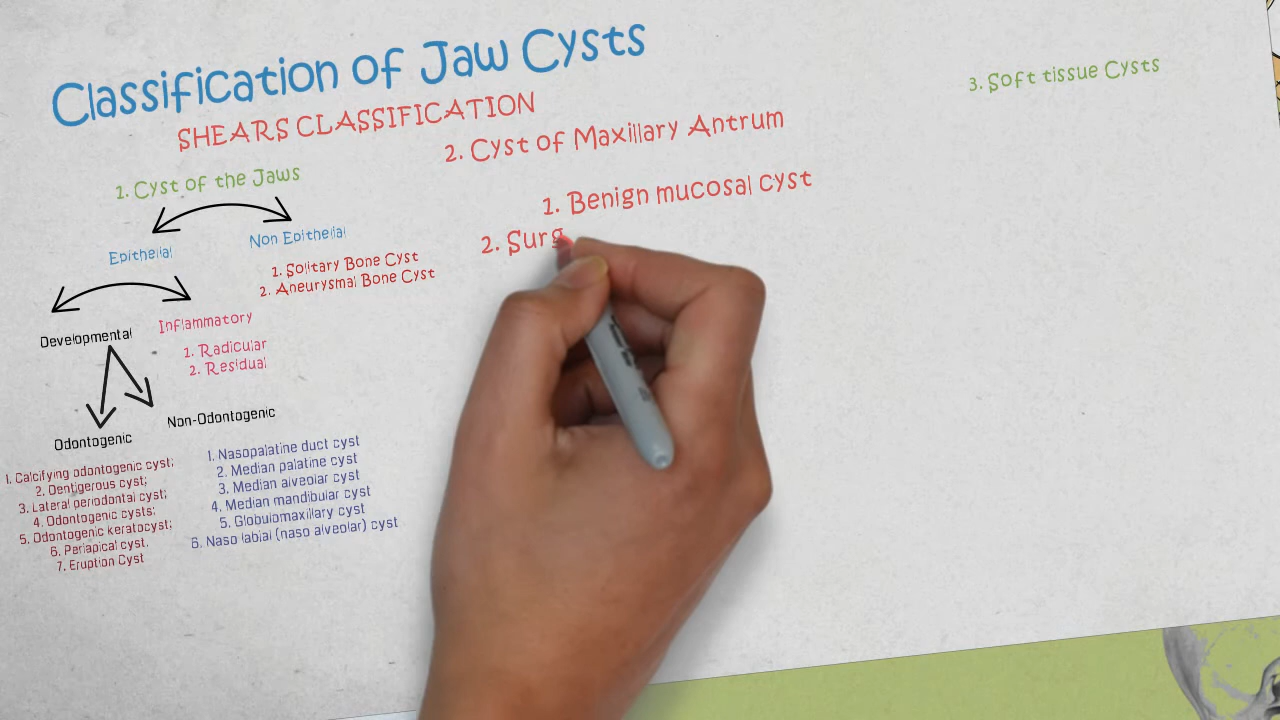 Classification of Jaw Cysts
SHEARS CLASSIFICATION
1. Cyst of the Jaws
Epithelial
Non Epithelial
1. Solitary Bone Cyst
2. Aneurysmal Bone Cyst
Developmental
Inflammatory
1. Radicular
2. Residual
Odontogenic
Non-Odontogenic
1. Calcifying odontogenic cyst;
2. Dentigerous cyst;
3. Lateral periodontal cyst;
4. Odontogenic cysts;
5. Odontogenic keratocyst;
6. Periapical cyst.
7. Eruption Cyst
1. Nasopalatine duct cyst
2. Median palatine cyst
3. Median alveolar cyst
4. Median mandibular cyst
5. Globulomaxillary cyst
6. Naso labial (naso alveolar) cyst
2. Cyst of Maxillary Antrum
1. Benign mucosal cyst
2. Surg
3. Soft tissue Cysts